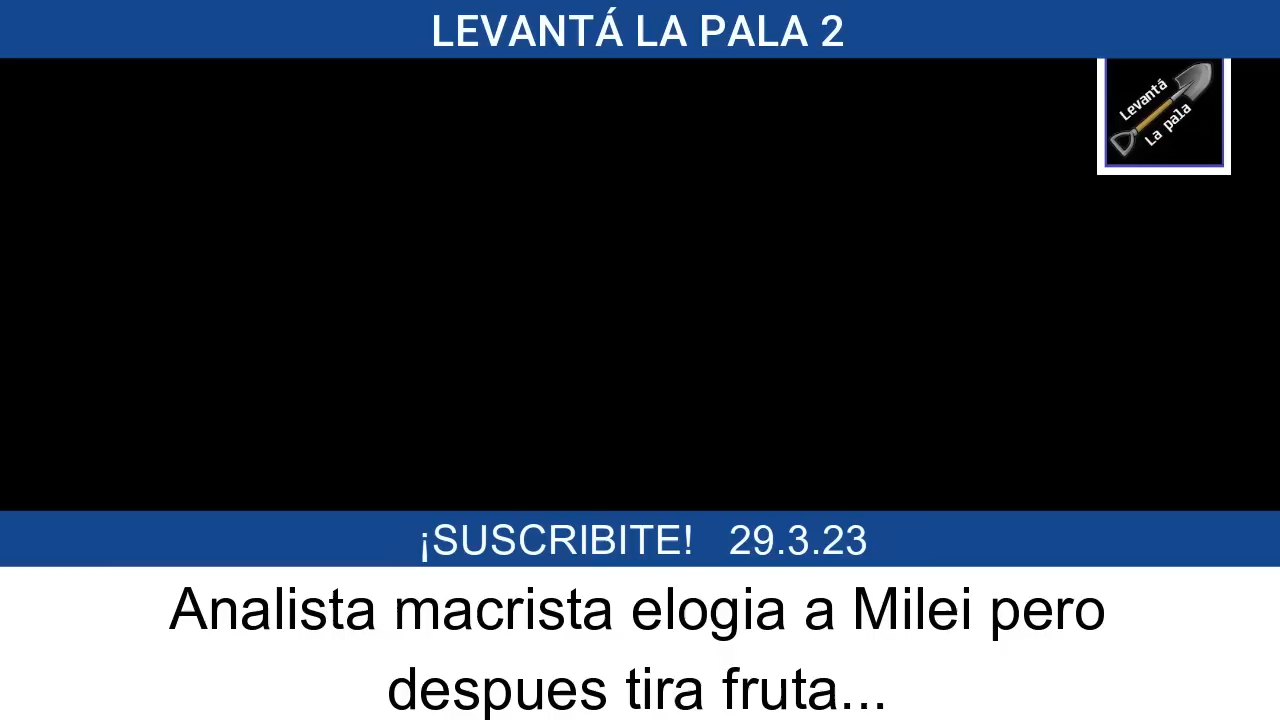 LEVANTÁ LA PALA 2
Levantá
La pala
¡SUSCRIBITE! 29.3.23
Analista macrista elogia a Milei pero
despues tira fruta...